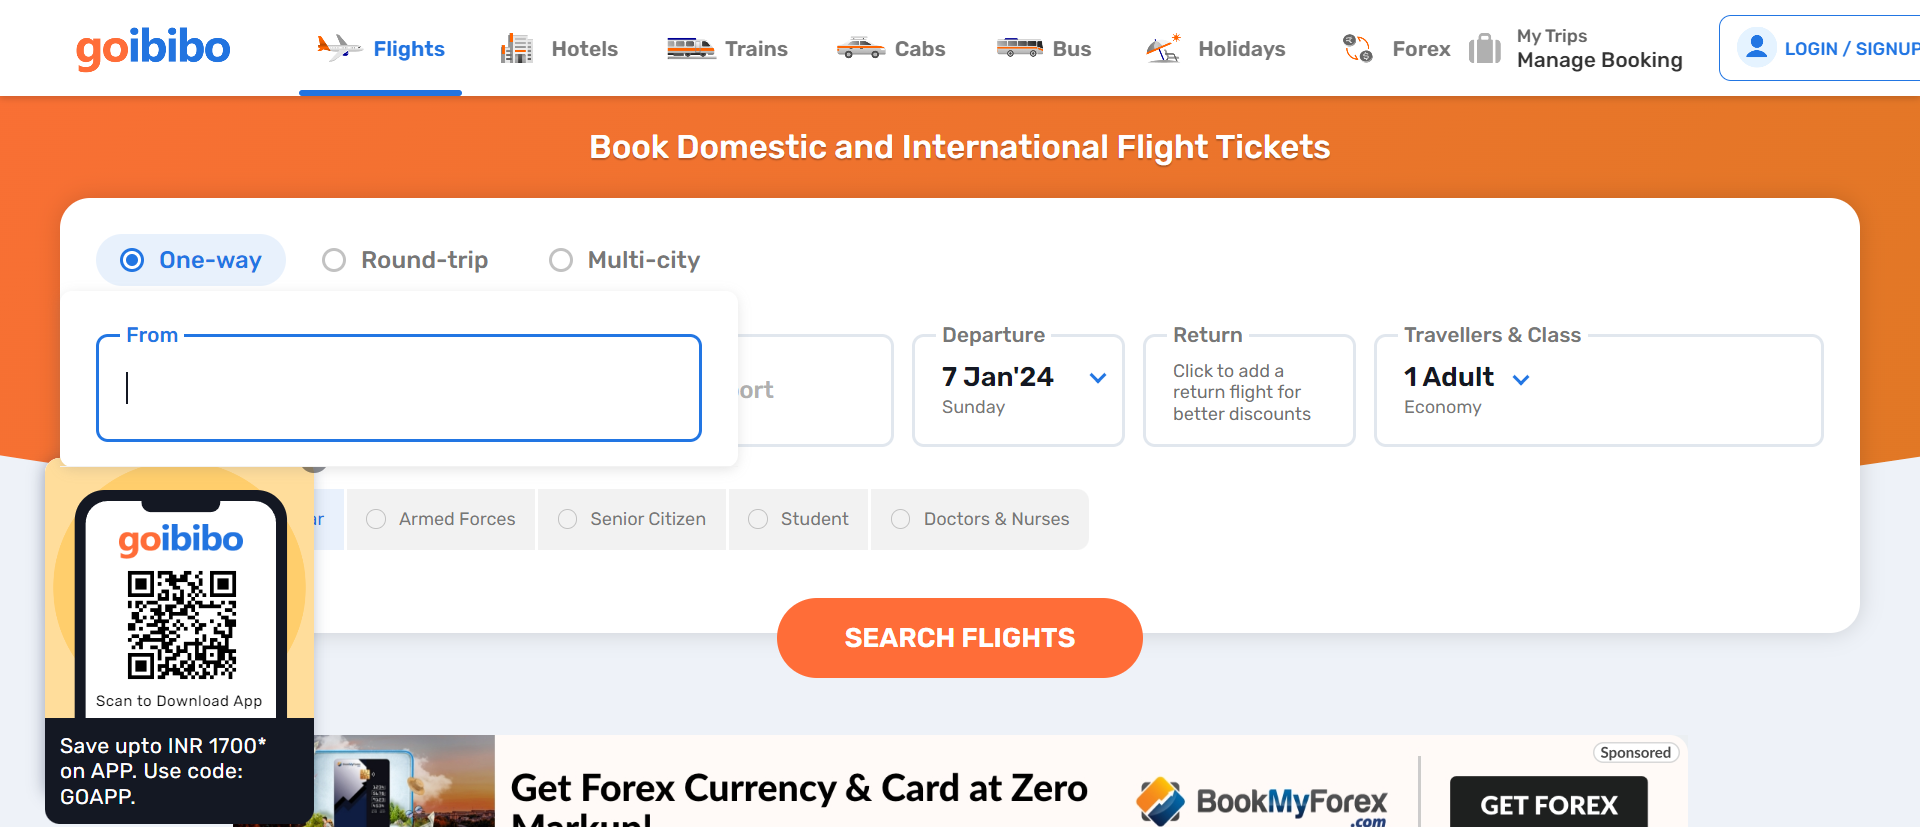 goibibo
Flights
Hotels
Trains
Cabs
Bus
Holidays
Forex
My Trips
Manage Booking
LOGIN / SIGNUP
Book Domestic and International Flight Tickets
One-way
Round-trip
Multi-city
From
Departure
7 Jan'24
Sunday
Return
Click to add a
return flight for
better discounts
Travellers & Class
1 Adult
Economy
Armed Forces
Senior Citizen
Student
Doctors & Nurses
SEARCH FLIGHTS
goibibo
Scan to Download App
Save upto INR 1700*
on APP. Use code:
GOAPP.
Get Forex Currency & Card at Zero
Markup!
BookMyForex
.com
Sponsored
GET FOREX